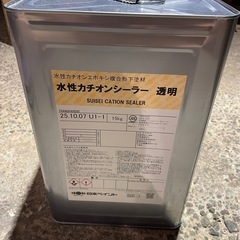 水性カチオンエポキシ複合形下塗材
水性カチオンシーラー 透明
SUISEI CATION SEALER
25.10.07 U1-1 15kg
日本ペイント